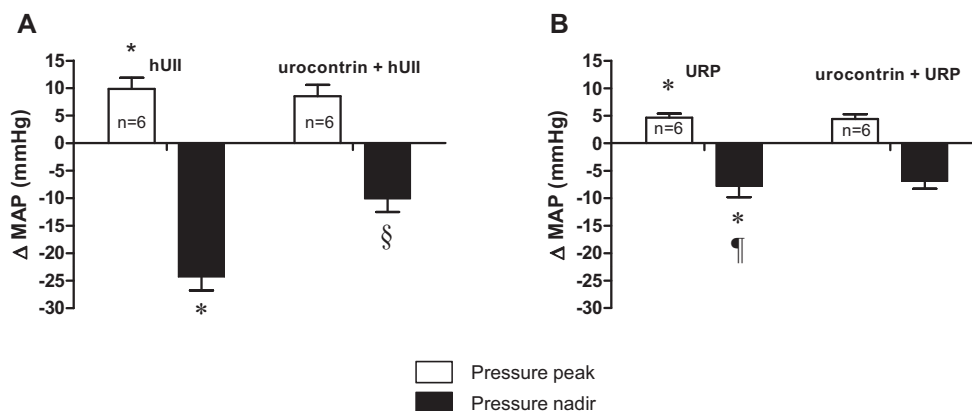 A
*
hUII
urocontrin + hUII
15
10
5
0
-5
-10
-15
-20
-25
-30
Δ MAP (mmHg)
n=6
n=6
*
§
B
*
URP
urocontrin + URP
15
10
5
0
-5
-10
-15
-20
-25
-30
Δ MAP (mmHg)
n=6
n=6
*
¶
Pressure peak
Pressure nadir